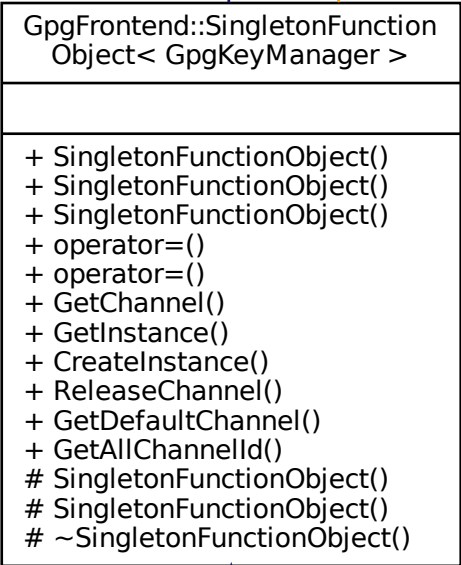 GpgFrontend::SingletonFunction
Object< GpgKeyManager >
+ SingletonFunctionObject()
+ SingletonFunctionObject()
+ SingletonFunctionObject()
+ operator=()
+ operator=()
+ GetChannel()
+ GetInstance()
+ CreateInstance()
+ ReleaseChannel()
+ GetDefaultChannel()
+ GetAllChannelId()
# SingletonFunctionObject()
# SingletonFunctionObject()
# ~SingletonFunctionObject()